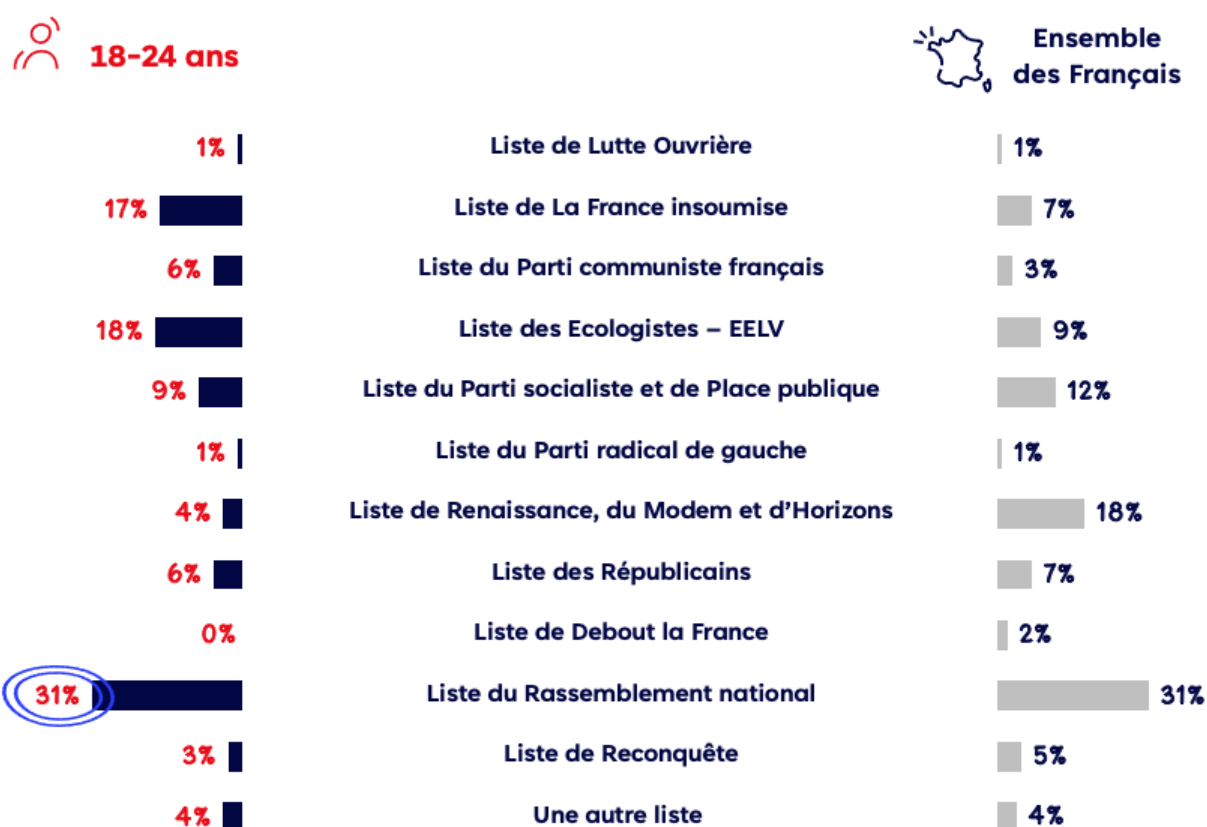 18-24 ans
Ensemble
des Français
1% Liste de Lutte Ouvrière 1%
17% Liste de La France insoumise 7%
6% Liste du Parti communiste français 3%
18% Liste des Ecologistes – EELV 9%
9% Liste du Parti socialiste et de Place publique 12%
1% Liste du Parti radical de gauche 1%
4% Liste de Renaissance, du Modem et d’Horizons 18%
6% Liste des Républicains 7%
0% Liste de Debout la France 2%
31% Liste du Rassemblement national 31%
3% Liste de Reconquête 5%
4% Une autre liste 4%